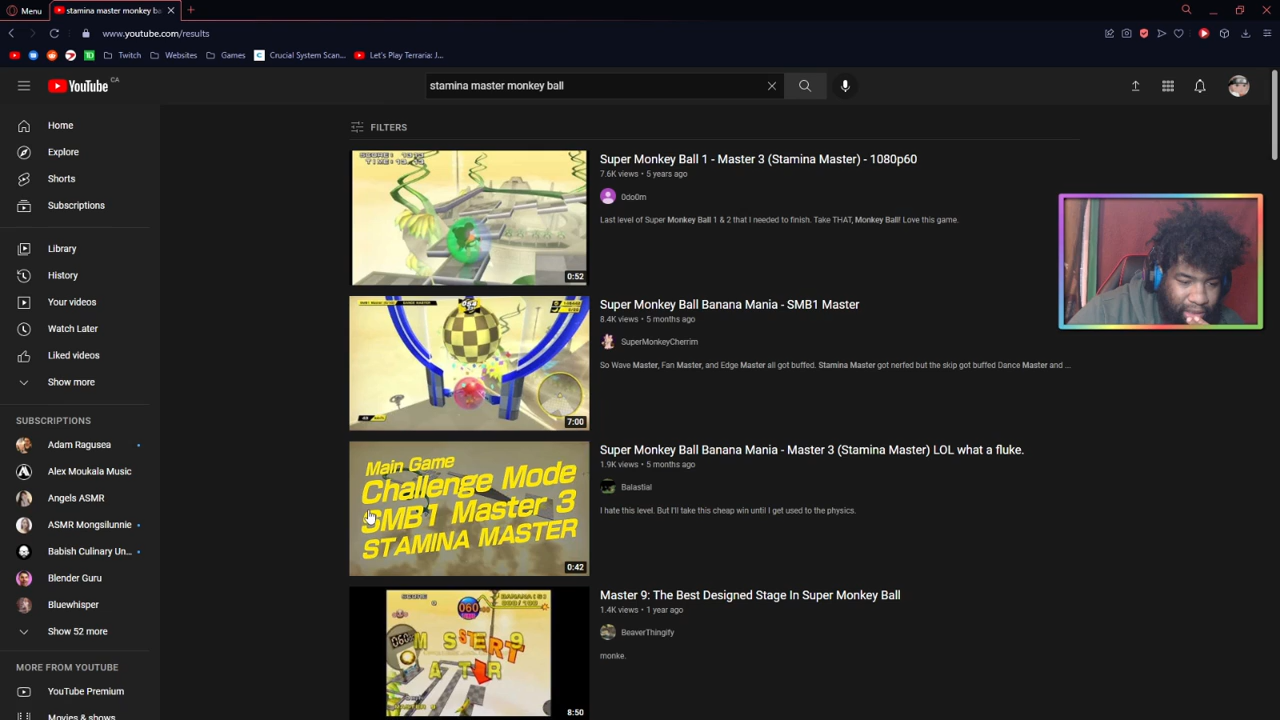 Menu
stamina master monkey ba
www.youtube.com/results
Twitch
Websites
Games
Crucial System Scan...
Let's Play Terraria: J...
YouTube CA
stamina master monkey ball
Home
Explore
Shorts
Subscriptions
Library
History
Your videos
Watch Later
Liked videos
Show more
SUBSCRIPTIONS
Adam Ragusea
Alex Moukala Music
Angels ASMR
ASMR Mongsilunnie
Babish Culinary Un...
Blender Guru
Bluewhisper
Show 52 more
MORE FROM YOUTUBE
YouTube Premium
Movies & shows
FILTERS
0:52
Super Monkey Ball 1 - Master 3 (Stamina Master) - 1080p60
7.6K views • 5 years ago
0do0m
Last level of Super Monkey Ball 1 & 2 that I needed to finish. Take THAT, Monkey Ball! Love this game.
7:00
Super Monkey Ball Banana Mania - SMB1 Master
8.4K views • 5 months ago
SuperMonkeyCherrim
So Wave Master, Fan Master, and Edge Master all got buffed. Stamina Master got nerfed but the skip got buffed Dance Master and ...
Main Game
Challenge Mode
SMB1 Master 3
STAMINA MASTER
0:42
Super Monkey Ball Banana Mania - Master 3 (Stamina Master) LOL what a fluke.
1.9K views • 5 months ago
Balastial
I hate this level. But I'll take this cheap win until I get used to the physics.
060
8:50
Master 9: The Best Designed Stage In Super Monkey Ball
1.4K views • 1 year ago
BeaverThingify
monke.